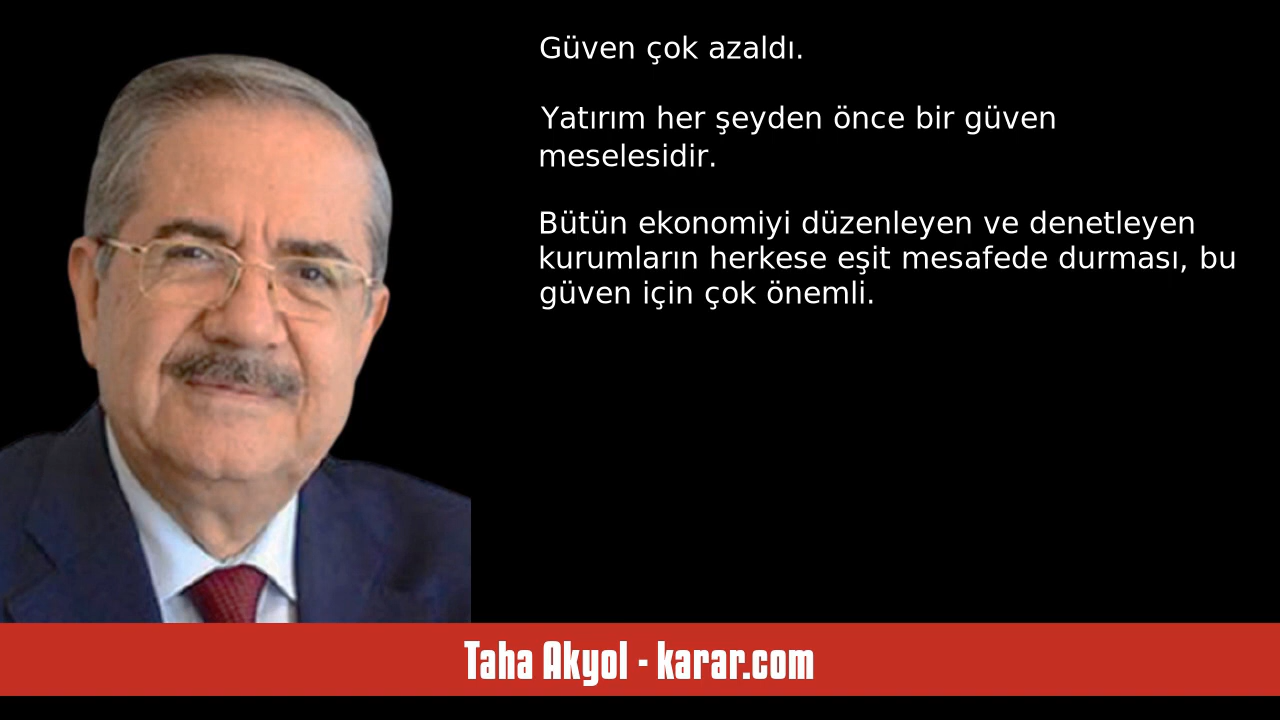 Güven çok azaldı.
Yatırım her şeyden önce bir güven
meselesidir.
Bütün ekonomiyi düzenleyen ve denetleyen
kurumların herkese eşit mesafede durması, bu
güven için çok önemli.
Taha Akyol - karar.com